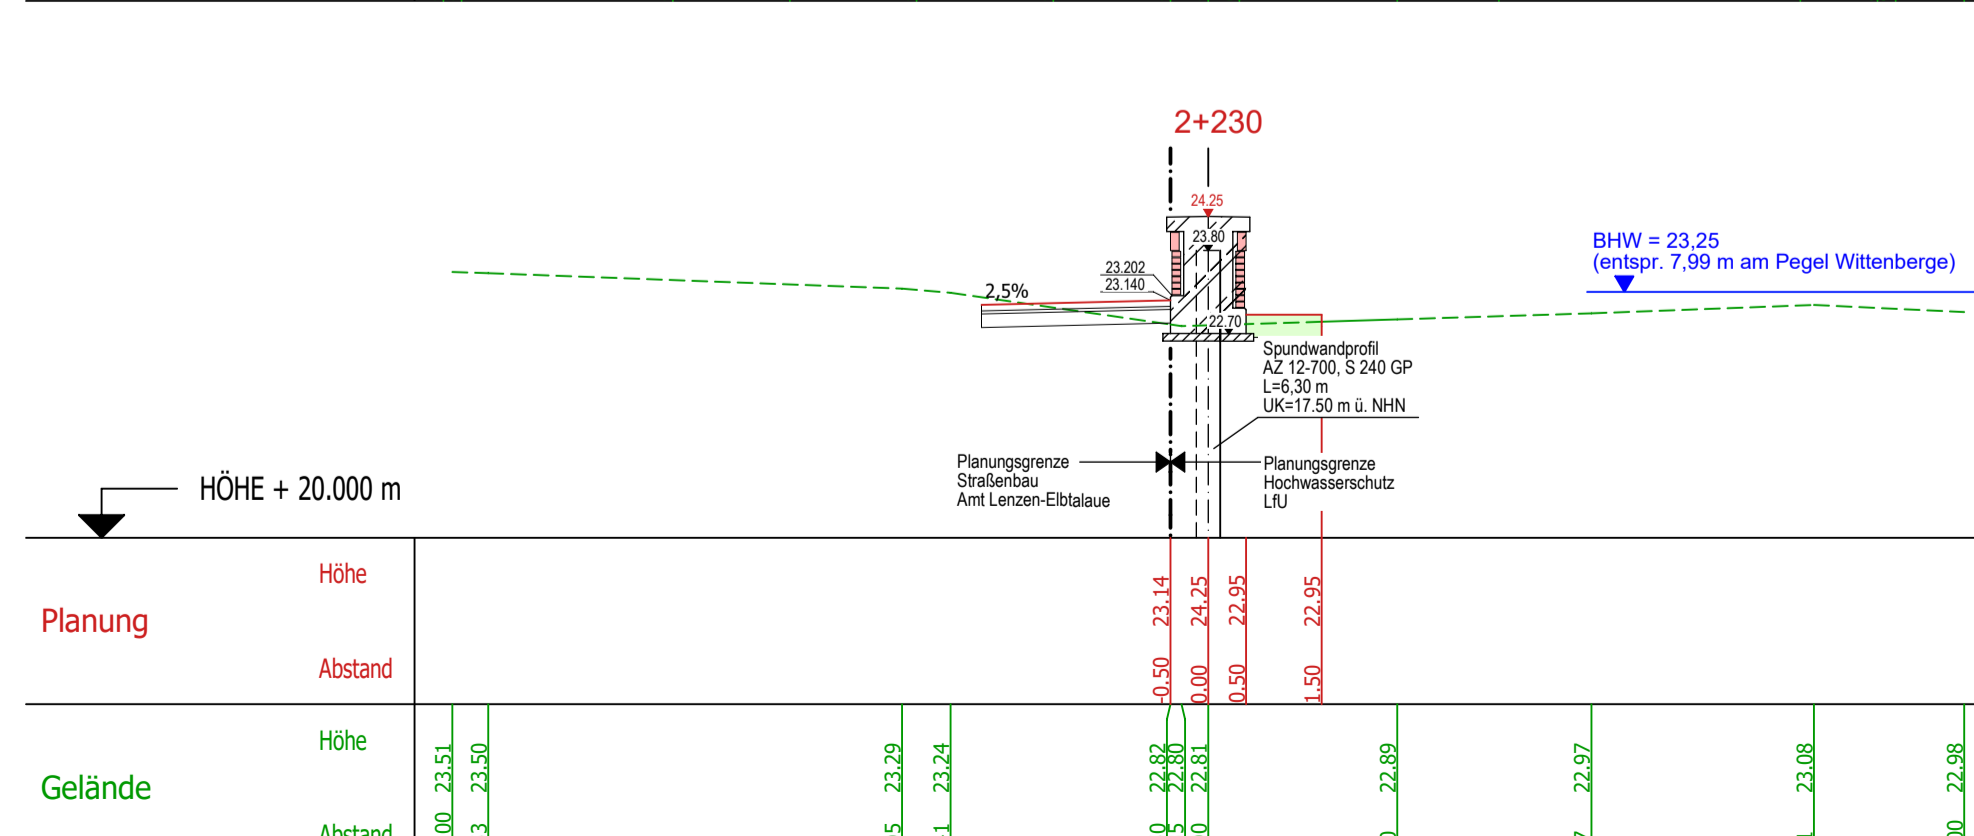 2+230
24.25
23.80
BHW = 23,25
(entspr. 7,99 m am Pegel Wittenberge)
23.202
23.140
2,5%
22.70
Spundwandprofil
AZ 12-700, S 240 GP
L=6,30 m
UK=17.50 m ü. NHN
Planungsgrenze
Straßenbau
Amt Lenzen-Elbtalaue
Planungsgrenze
Hochwasserschutz
LfU
HÖHE + 20.000 m
Planung
Höhe
23.14 24.25 22.95 22.95
Abstand
-0.50 0.00 0.50 1.50
Gelände
Höhe
23.51 23.50 23.29 23.24 22.82 22.80 22.81 22.89 22.97 23.08 22.98
Abstand